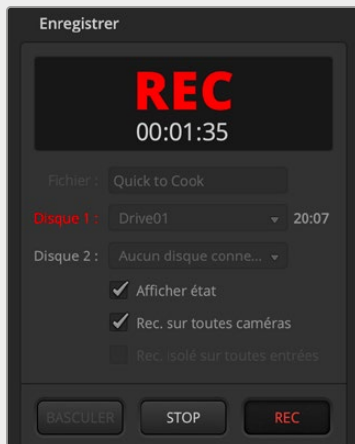 Enregistrer
REC
00:01:35
Fichier : Quick to Cook
Disque 1 : Drive01 20:07
Disque 2 : Aucun disque conne...
Afficher état
Rec. sur toutes caméras
Rec. isolé sur toutes entrées
BASCULER STOP REC